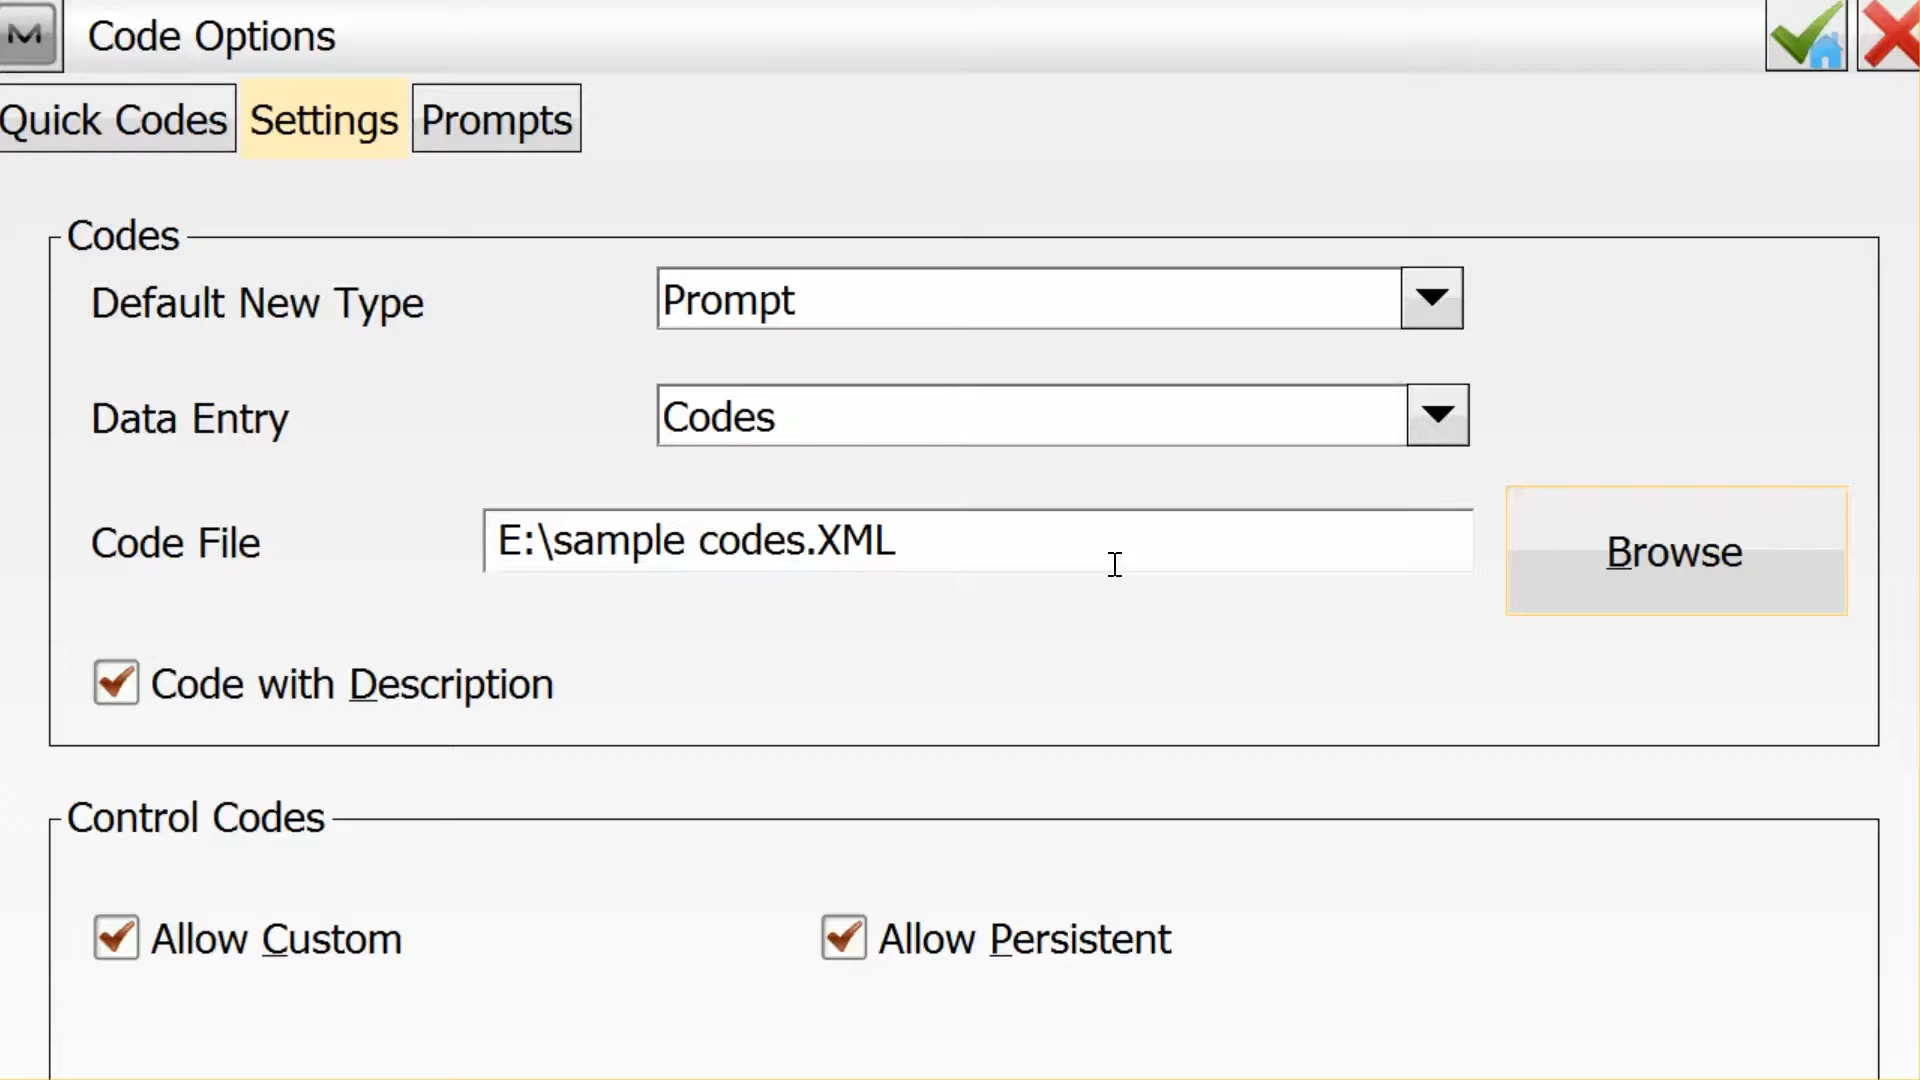 M
Code Options
Quick Codes Settings Prompts
Codes
Default New Type Prompt
Data Entry Codes
Code File E:\sample codes.XML Browse
Code with Description
Control Codes
Allow Custom Allow Persistent